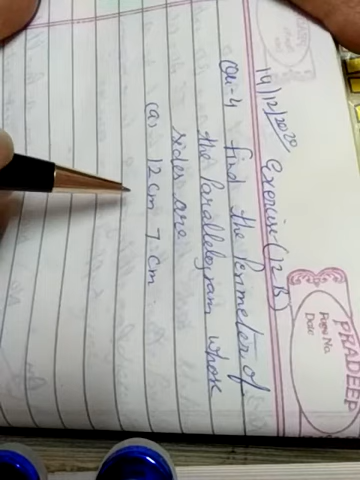 PRADEEP
Page No.
Date
14/12/2020 Exercise (12 B)
Qu-4 find the Perimeter of
the Parallelogram whose
sides are
(a) 12 cm 7 cm.